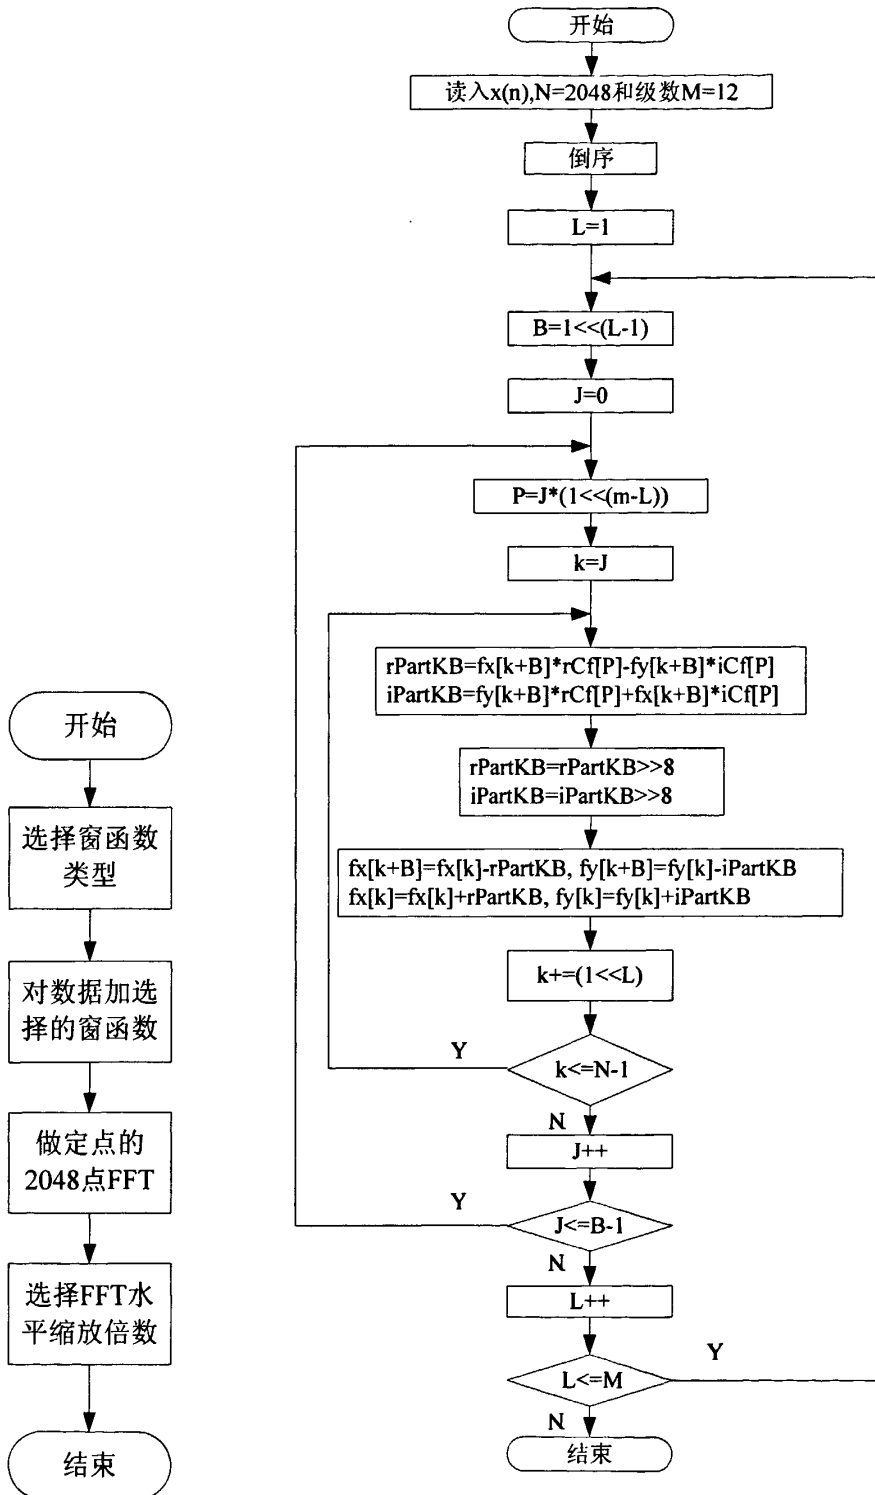 开始
选择窗函数
类型
对数据加选
择的窗函数
做定点的
2048点FFT
选择FFT水
平缩放倍数
结束
开始
读入x(n),N=2048和级数M=12
倒序
L=1
B=1<<(L-1)
J=0
P=J*(1<<(m-L))
k=J
rPartKB=fx[k+B]*rCf[P]-fy[k+B]*iCf[P]
iPartKB=fy[k+B]*rCf[P]+fx[k+B]*iCf[P]
rPartKB=rPartKB>>8
iPartKB=iPartKB>>8
fx[k+B]=fx[k]-rPartKB, fy[k+B]=fy[k]-iPartKB
fx[k]=fx[k]+rPartKB, fy[k]=fy[k]+iPartKB
k+=(1<<L)
Y
k<=N-1
N
J++
Y
J<=B-1
N
L++
Y
L<=M
N
结束